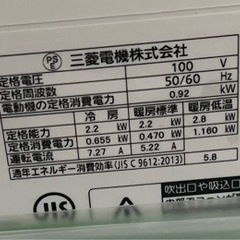 PSE 三菱電機株式会社
定格電圧 100 V
定格周波数 50/60 Hz
電動機の定格消費電力 0.92 kW
冷房 暖房標準 暖房低温
定格能力 2.2 kW 2.2 kW 2.8 kW
定格消費電力 0.655 kW 0.470 kW 1.160 kW
運転電流 7.27 A 5.22 A
通年エネルギー消費効率(JIS C 9612:2013) 5.8
吹出口や吸込口